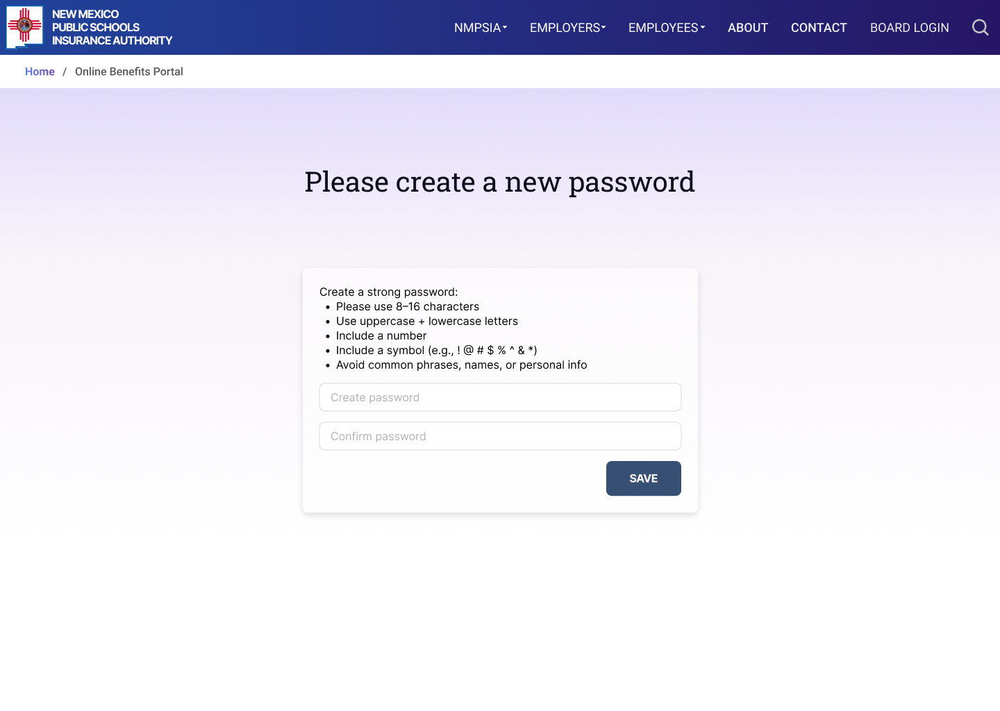 NEW MEXICO
PUBLIC SCHOOLS
INSURANCE AUTHORITY
NMPSIA
EMPLOYERS
EMPLOYEES
ABOUT
CONTACT
BOARD LOGIN
Home / Online Benefits Portal
Please create a new password
Create a strong password:
• Please use 8–16 characters
• Use uppercase + lowercase letters
• Include a number
• Include a symbol (e.g., ! @ # $ % ^ & *)
• Avoid common phrases, names, or personal info
Create password
Confirm password
SAVE